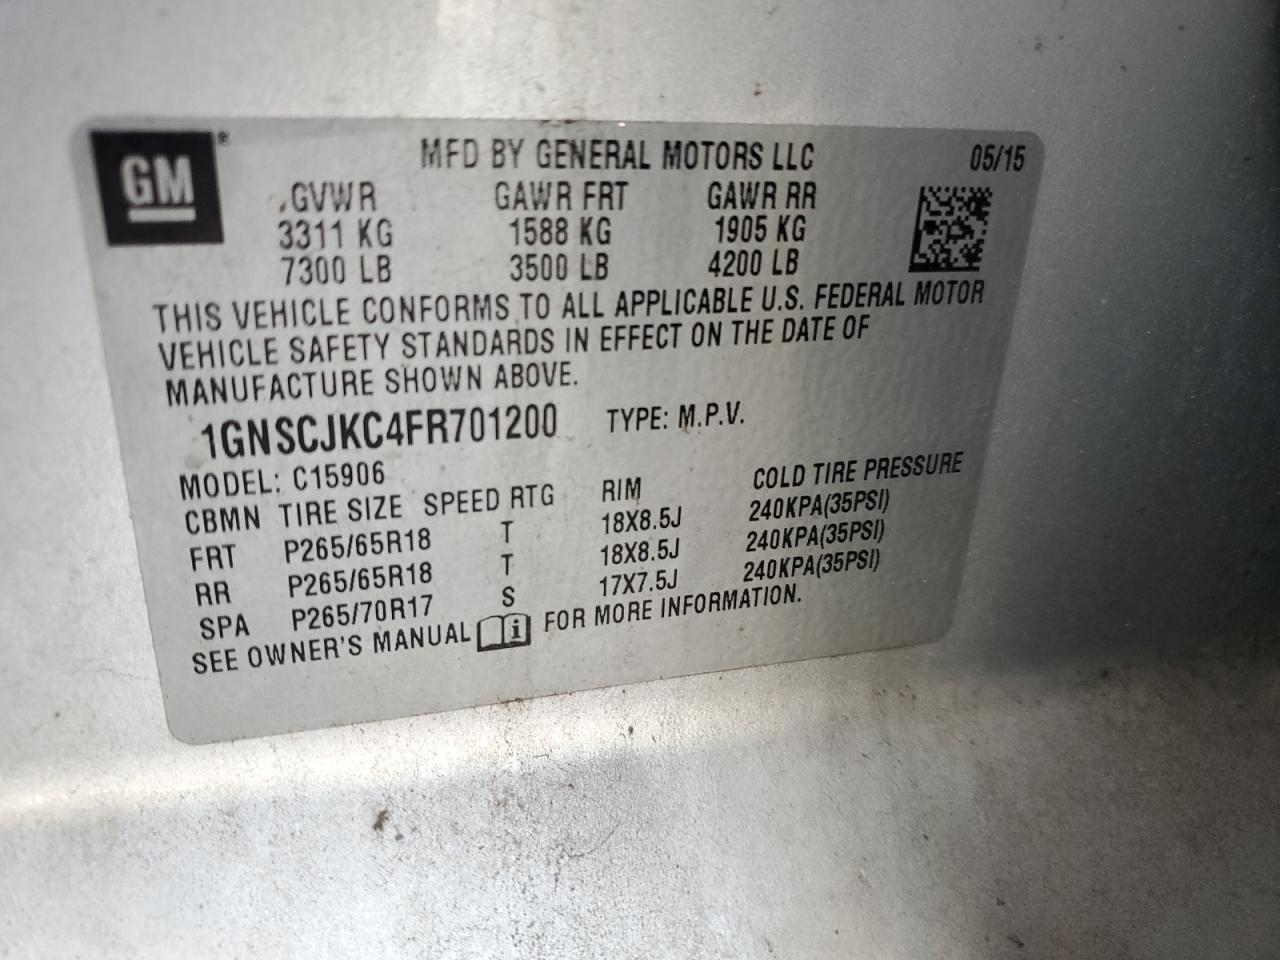 GM®
MFD BY GENERAL MOTORS LLC 05/15
GVWR GAWR FRT GAWR RR
3311 KG 1588 KG 1905 KG
7300 LB 3500 LB 4200 LB
THIS VEHICLE CONFORMS TO ALL APPLICABLE U.S. FEDERAL MOTOR
VEHICLE SAFETY STANDARDS IN EFFECT ON THE DATE OF
MANUFACTURE SHOWN ABOVE.
1GNSCJKC4FR701200 TYPE: M.P.V.
MODEL: C15906
CBMN TIRE SIZE SPEED RTG RIM COLD TIRE PRESSURE
FRT P265/65R18 T 18X8.5J 240KPA(35PSI)
RR P265/65R18 T 18X8.5J 240KPA(35PSI)
SPA P265/70R17 S 17X7.5J 240KPA(35PSI)
SEE OWNER'S MANUAL i FOR MORE INFORMATION.